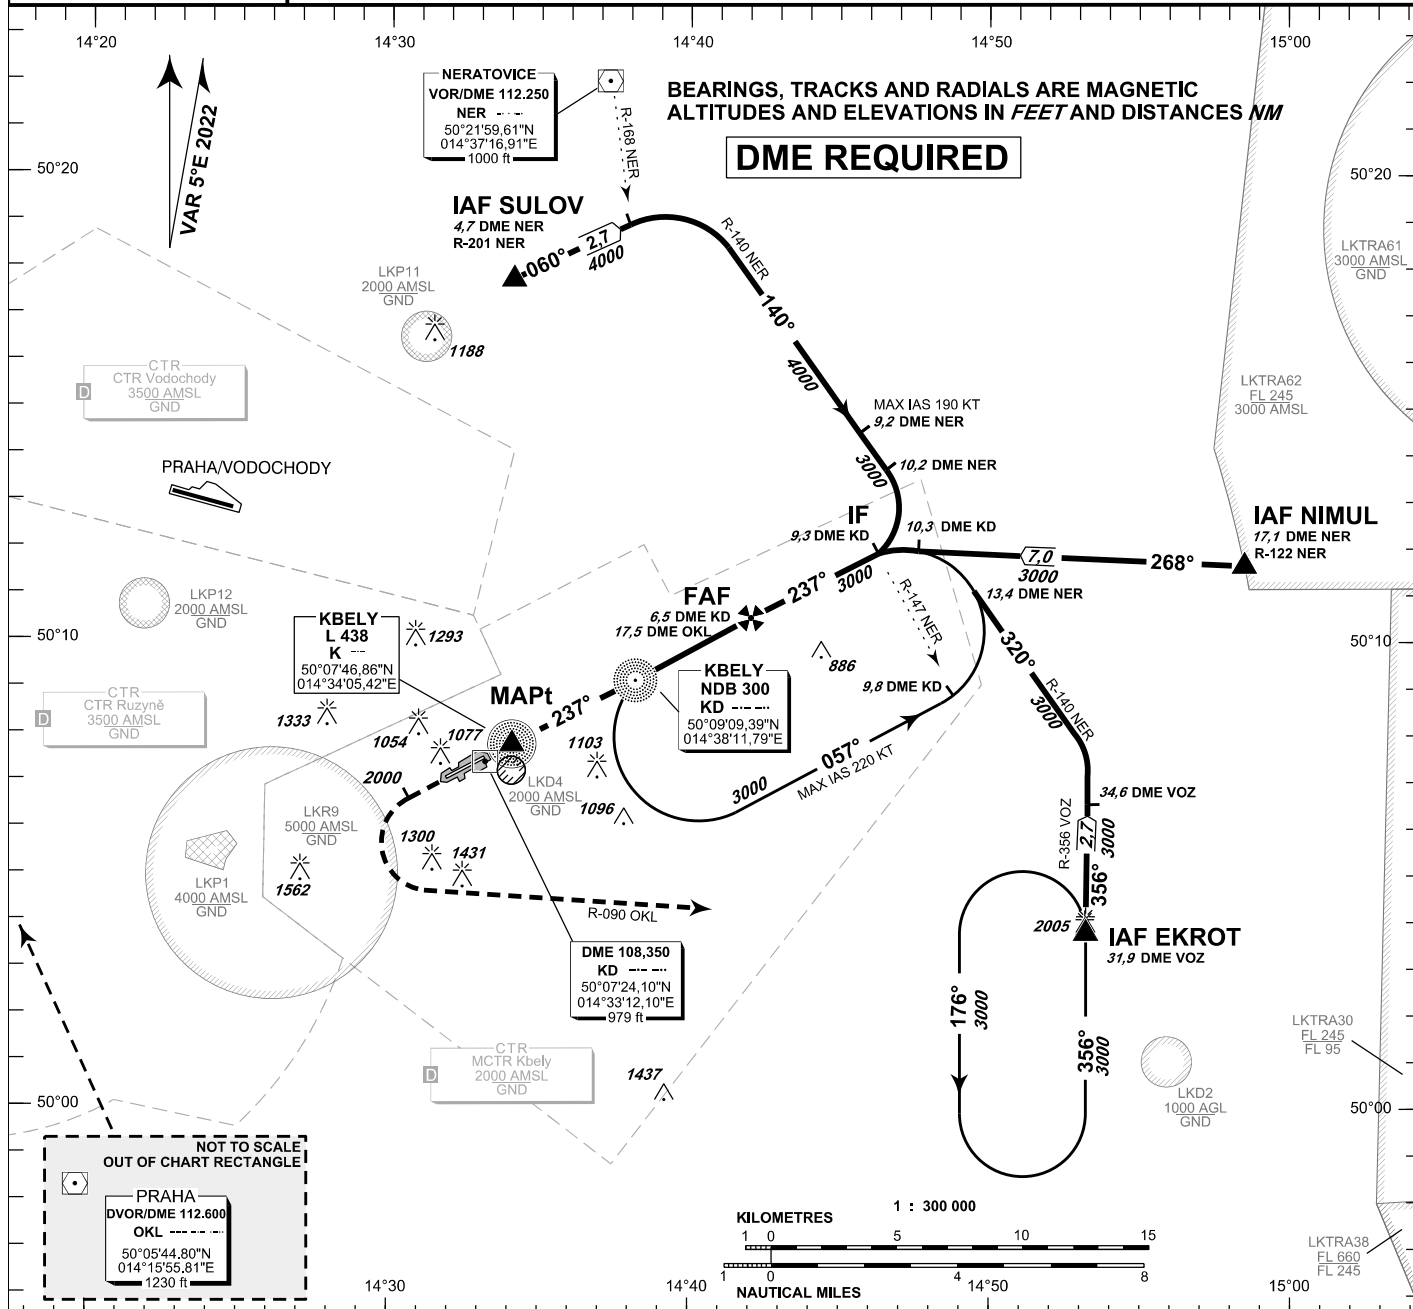 14°20
14°30
14°40
14°50
15°00
VAR 5°E 2022
NERATOVICE
VOR/DME 112.250
NER
50°21'59,61"N
014°37'16,91"E
1000 ft
BEARINGS, TRACKS AND RADIALS ARE MAGNETIC
ALTITUDES AND ELEVATIONS IN FEET AND DISTANCES NM
DME REQUIRED
50°20
50°20
R-168 NER
IAF SULOV
4,7 DME NER
R-201 NER
060°
2,7
4000
R-140 NER
140°
4000
LKTRA61
3000 AMSL
GND
LKP11
2000 AMSL
GND
1188
CTR
CTR Vodochody
3500 AMSL
GND
D
LKTRA62
FL 245
3000 AMSL
MAX IAS 190 KT
9,2 DME NER
3000
10,2 DME NER
PRAHA/VODOCHODY
IF
9,3 DME KD
10,3 DME KD
IAF NIMUL
17,1 DME NER
R-122 NER
7,0
3000
268°
LKP12
2000 AMSL
GND
237°
3000
FAF
6,5 DME KD
17,5 DME OKL
R-147 NER
13,4 DME NER
KBELY
L 438
K
50°07'46,86"N
014°34'05,42"E
1293
50°10
50°10
320°
3000
R-140 NER
886
9,8 DME KD
KBELY
NDB 300
KD
50°09'09,39"N
014°38'11,79"E
MAPt
237°
CTR
CTR Ruzyně
3500 AMSL
GND
D
1333
1054
1077
1103
057°
3000
MAX IAS 220 KT
2000
LKD4
2000 AMSL
GND
1096
34,6 DME VOZ
R-356 VOZ
2,7
3000
356°
LKR9
5000 AMSL
GND
1300
1431
LKP1
4000 AMSL
GND
1562
R-090 OKL
2005
IAF EKROT
31,9 DME VOZ
DME 108,350
KD
50°07'24,10"N
014°33'12,10"E
979 ft
176°
3000
356°
3000
LKTRA30
FL 245
FL 95
CTR
MCTR Kbely
2000 AMSL
GND
D
1437
LKD2
1000 AGL
GND
50°00
50°00
NOT TO SCALE
OUT OF CHART RECTANGLE
PRAHA
DVOR/DME 112.600
OKL
50°05'44.80"N
014°15'55.81"E
1230 ft
1 : 300 000
KILOMETRES
1 0 5 10 15
1 0 4 8
NAUTICAL MILES
LKTRA38
FL 660
FL 245
14°30
14°40
14°50
15°00